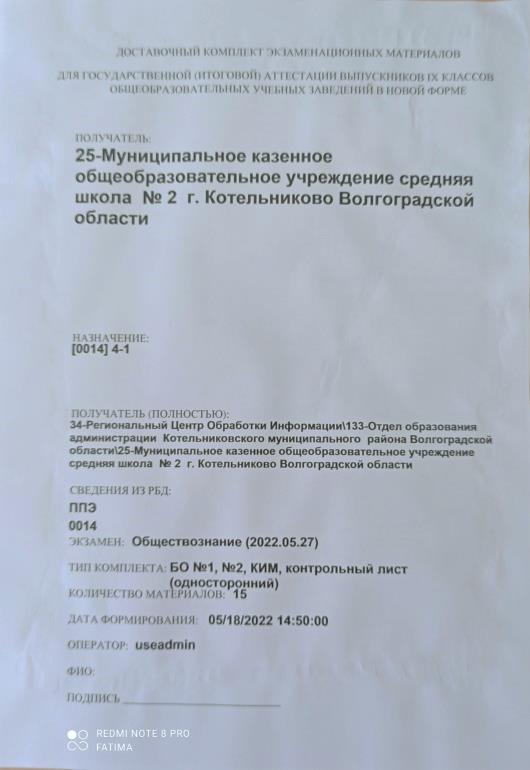 ДОСТАВОЧНЫЙ КОМПЛЕКТ ЭКЗАМЕНАЦИОННЫХ МАТЕРИАЛОВ
ДЛЯ ГОСУДАРСТВЕННОЙ (ИТОГОВОЙ) АТТЕСТАЦИИ ВЫПУСКНИКОВ IX КЛАССОВ
ОБЩЕОБРАЗОВАТЕЛЬНЫХ УЧЕБНЫХ ЗАВЕДЕНИЙ В НОВОЙ ФОРМЕ
ПОЛУЧАТЕЛЬ:
25-Муниципальное казенное
общеобразовательное учреждение средняя
школа № 2 г. Котельниково Волгоградской
области
НАЗНАЧЕНИЕ:
[0014] 4-1
ПОЛУЧАТЕЛЬ (ПОЛНОСТЬЮ):
34-Региональный Центр Обработки Информации\133-Отдел образования
администрации Котельниковского муниципального района Волгоградской
области\25-Муниципальное казенное общеобразовательное учреждение
средняя школа № 2 г. Котельниково Волгоградской области
СВЕДЕНИЯ ИЗ РБД:
ППЭ
0014
ЭКЗАМЕН: Обществознание (2022.05.27)
ТИП КОМПЛЕКТА: БО №1, №2, КИМ, контрольный лист
(односторонний)
КОЛИЧЕСТВО МАТЕРИАЛОВ: 15
ДАТА ФОРМИРОВАНИЯ: 05/18/2022 14:50:00
ОПЕРАТОР: useadmin
ФИО:
ПОДПИСЬ
REDMI NOTE 8 PRO
FATIMA